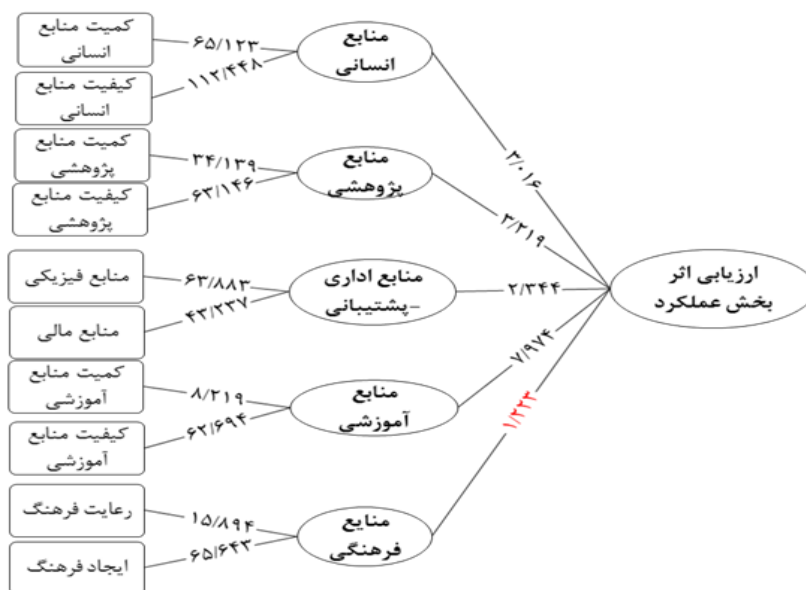 کمیت منابع
انسانی
۶۵/۱۲۳
منابع
انسانی
کیفیت منابع
انسانی
۱۱۲/۴۴۸
۳/۰۱۶
کمیت منابع
پژوهشی
۳۴/۱۳۹
منابع
پژوهشی
کیفیت منابع
پژوهشی
۶۳/۱۴۶
۳/۲۱۹
منابع فیزیکی
۶۳/۸۸۳
منابع اداری
-پشتیبانی
منابع مالی
۴۳/۲۳۷
۲/۳۴۴
ارزیابی اثر
بخش عملکرد
کمیت منابع
آموزشی
۸/۲۱۹
منابع
آموزشی
کیفیت منابع
آموزشی
۶۲/۶۹۴
۷/۹۷۴
رعایت فرهنگ
۱۵/۸۹۴
منابع
فرهنگی
ایجاد فرهنگ
۶۵/۶۴۳
۱/۲۲۳